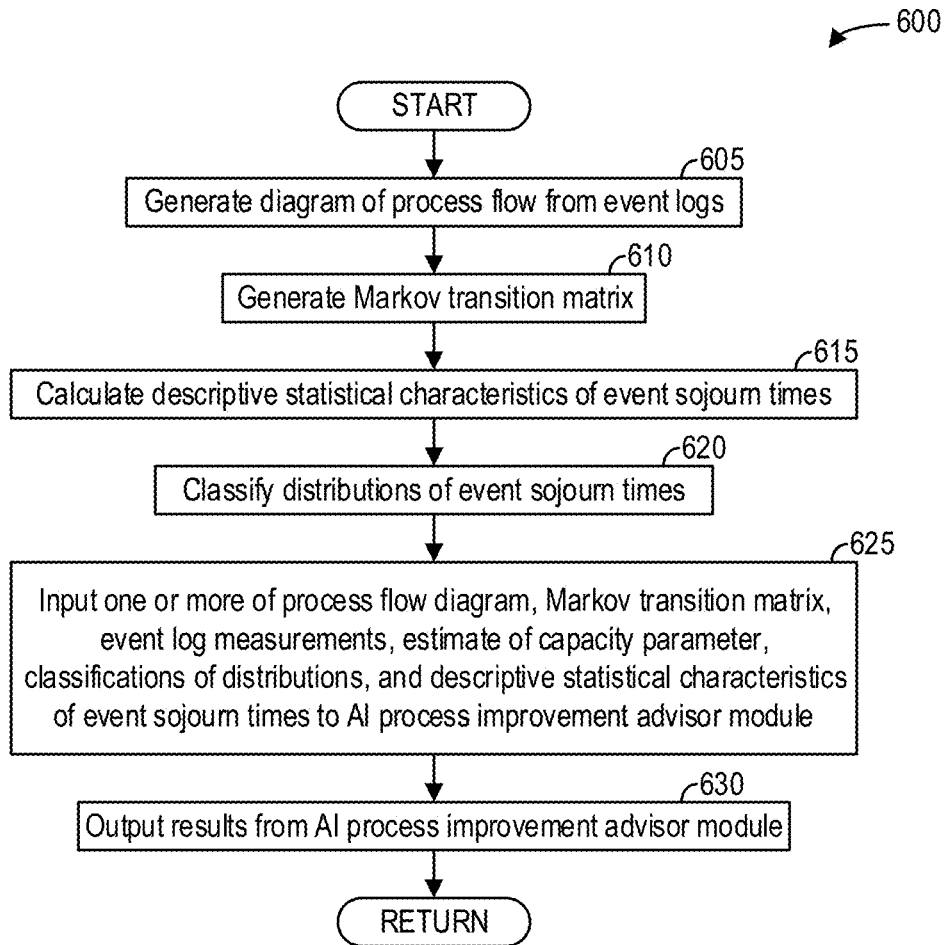 600
START
605
Generate diagram of process flow from event logs
610
Generate Markov transition matrix
615
Calculate descriptive statistical characteristics of event sojourn times
620
Classify distributions of event sojourn times
625
Input one or more of process flow diagram, Markov transition matrix,
event log measurements, estimate of capacity parameter,
classifications of distributions, and descriptive statistical characteristics
of event sojourn times to AI process improvement advisor module
630
Output results from AI process improvement advisor module
RETURN